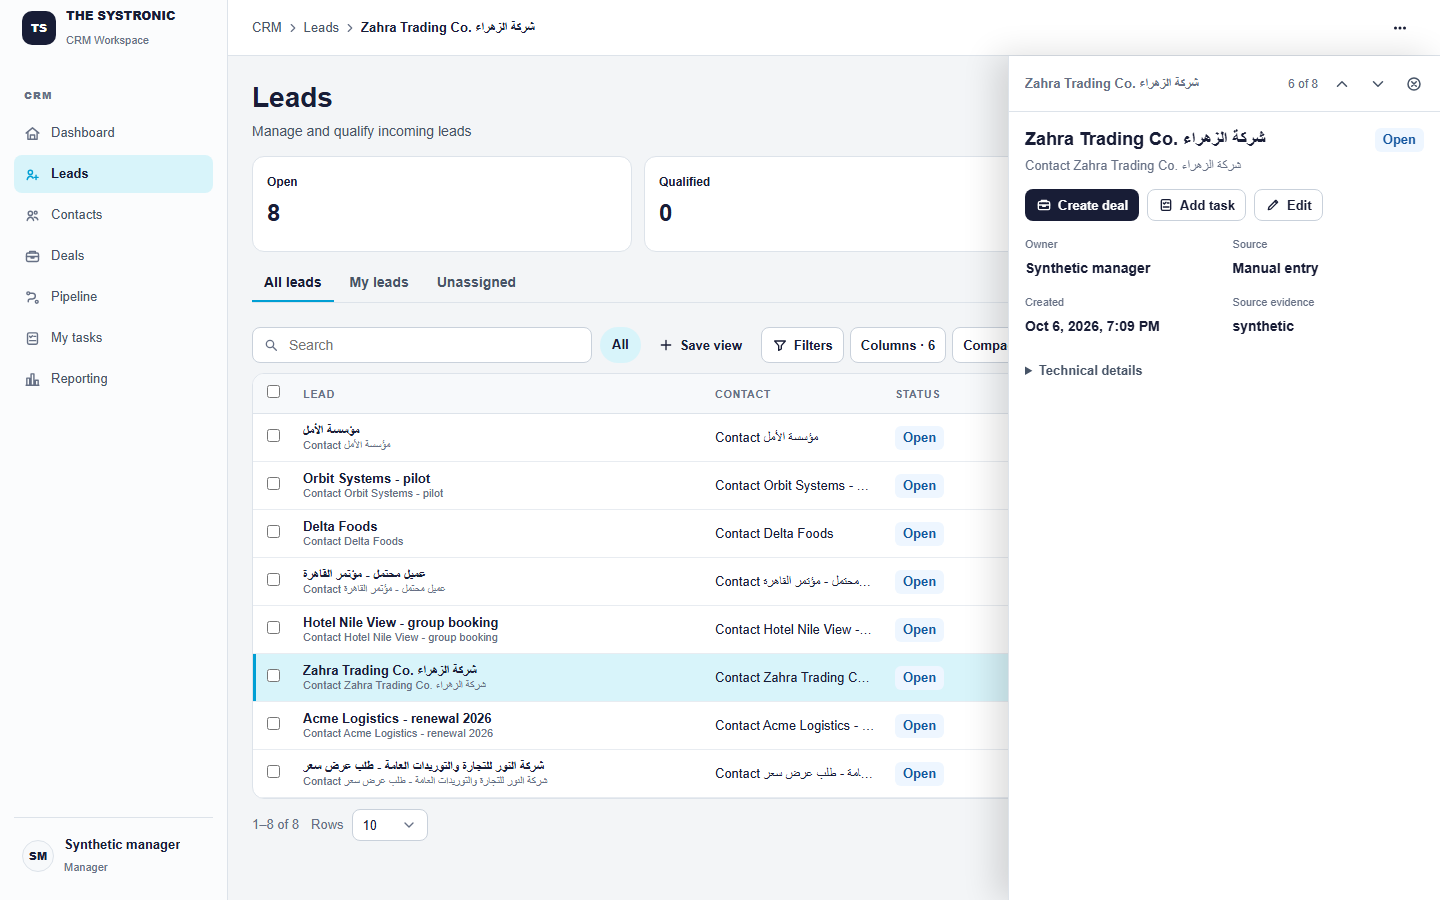 TS
THE SYSTRONIC
CRM Workspace
CRM
Dashboard
Leads
Contacts
Deals
Pipeline
My tasks
Reporting
SM
Synthetic manager
Manager
CRM > Leads > Zahra Trading Co. شركة الزهراء
Leads
Manage and qualify incoming leads
Open
8
Qualified
0
All leads My leads Unassigned
Search All + Save view Filters Columns · 6 Compa
LEAD CONTACT STATUS
مؤسسة الأمل
Contact مؤسسة الأمل
Contact مؤسسة الأمل
Open
Orbit Systems - pilot
Contact Orbit Systems - pilot
Contact Orbit Systems - ...
Open
Delta Foods
Contact Delta Foods
Contact Delta Foods
Open
عميل محتمل - مؤتمر القاهرة
Contact عميل محتمل - مؤتمر القاهرة
Contact محتمل - مؤتمر القاهرة...
Open
Hotel Nile View - group booking
Contact Hotel Nile View - group booking
Contact Hotel Nile View -...
Open
Zahra Trading Co. شركة الزهراء
Contact Zahra Trading Co. شركة الزهراء
Contact Zahra Trading C...
Open
Acme Logistics - renewal 2026
Contact Acme Logistics - renewal 2026
Contact Acme Logistics - ...
Open
شركة النور للتجارة والتوريدات العامة - طلب عرض سعر
Contact شركة النور للتجارة والتوريدات العامة - طلب عرض سعر
Contact امة - طلب عرض سعر...
Open
1–8 of 8 Rows 10
Zahra Trading Co. شركة الزهراء 6 of 8
Zahra Trading Co. شركة الزهراء Open
Contact Zahra Trading Co. شركة الزهراء
Create deal Add task Edit
Owner Source
Synthetic manager Manual entry
Created Source evidence
Oct 6, 2026, 7:09 PM synthetic
Technical details